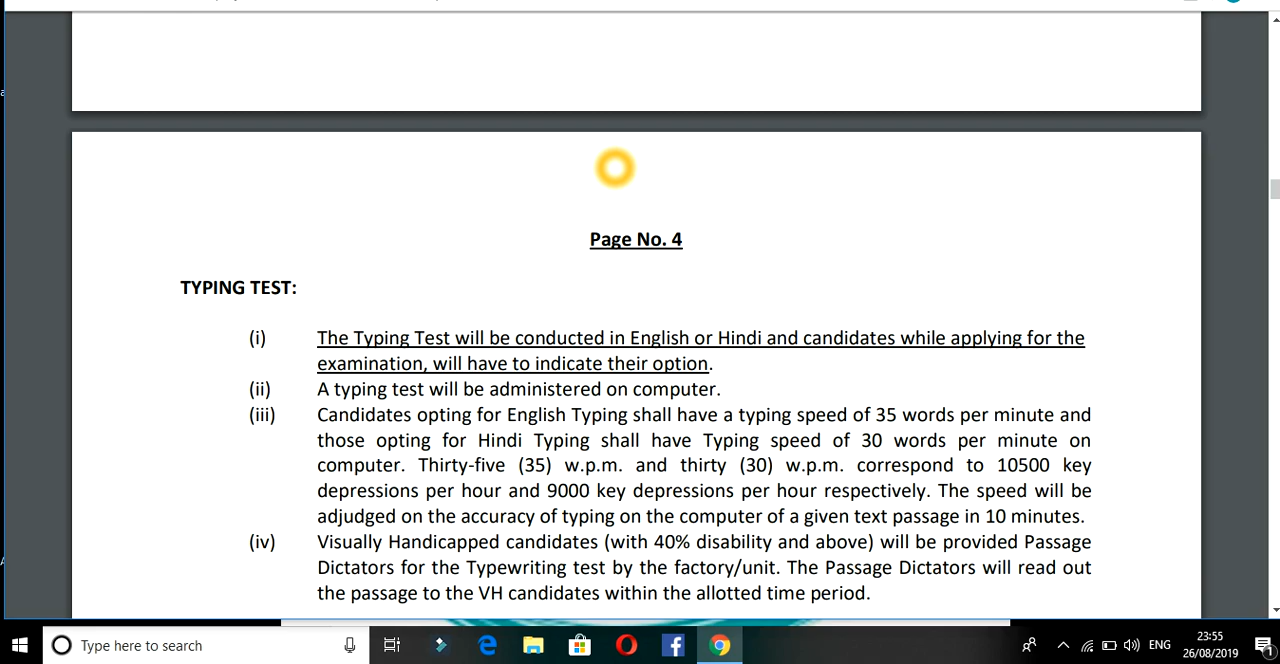 Page No. 4
TYPING TEST:
(i) The Typing Test will be conducted in English or Hindi and candidates while applying for the
examination, will have to indicate their option.
(ii) A typing test will be administered on computer.
(iii) Candidates opting for English Typing shall have a typing speed of 35 words per minute and
those opting for Hindi Typing shall have Typing speed of 30 words per minute on
computer. Thirty-five (35) w.p.m. and thirty (30) w.p.m. correspond to 10500 key
depressions per hour and 9000 key depressions per hour respectively. The speed will be
adjudged on the accuracy of typing on the computer of a given text passage in 10 minutes.
(iv) Visually Handicapped candidates (with 40% disability and above) will be provided Passage
Dictators for the Typewriting test by the factory/unit. The Passage Dictators will read out
the passage to the VH candidates within the allotted time period.
Type here to search
ENG
23:55
26/08/2019
1